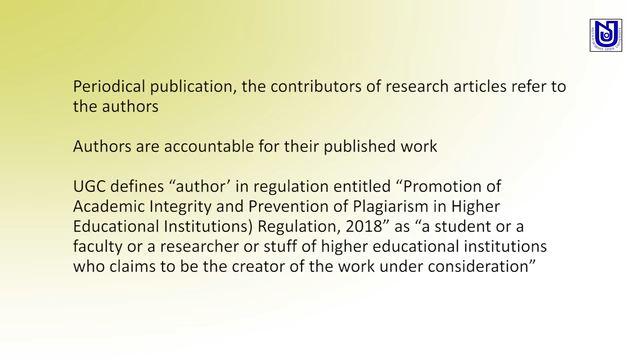 Periodical publication, the contributors of research articles refer to
the authors
Authors are accountable for their published work
UGC defines “author’ in regulation entitled “Promotion of
Academic Integrity and Prevention of Plagiarism in Higher
Educational Institutions) Regulation, 2018” as “a student or a
faculty or a researcher or stuff of higher educational institutions
who claims to be the creator of the work under consideration”